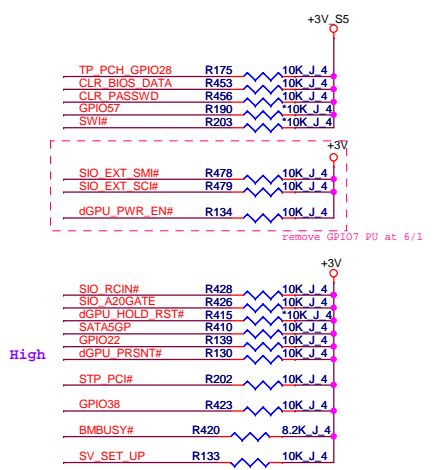 +3V_S5
TP_PCH_GPIO28 R175 10K_J_4
CLR_BIOS_DATA R453 10K_J_4
CLR_PASSWD R456 10K_J_4
GPIO57 R190 *10K_J_4
SWI# R203 *10K_J_4
+3V
SIO_EXT_SMI# R478 10K_J_4
SIO_EXT_SCI# R479 10K_J_4
dGPU_PWR_EN# R134 10K_J_4
remove GPIO7 PU at 6/1
+3V
SIO_RCIN# R428 10K_J_4
SIO_A20GATE R426 10K_J_4
dGPU_HOLD_RST# R415 *10K_J_4
SATA5GP R410 10K_J_4
GPIO22 R139 10K_J_4
High
dGPU_PRSNT# R130 10K_J_4
STP_PCI# R202 10K_J_4
GPIO38 R423 10K_J_4
BMBUSY# R420 8.2K_J_4
SV_SET_UP R133 10K_J_4